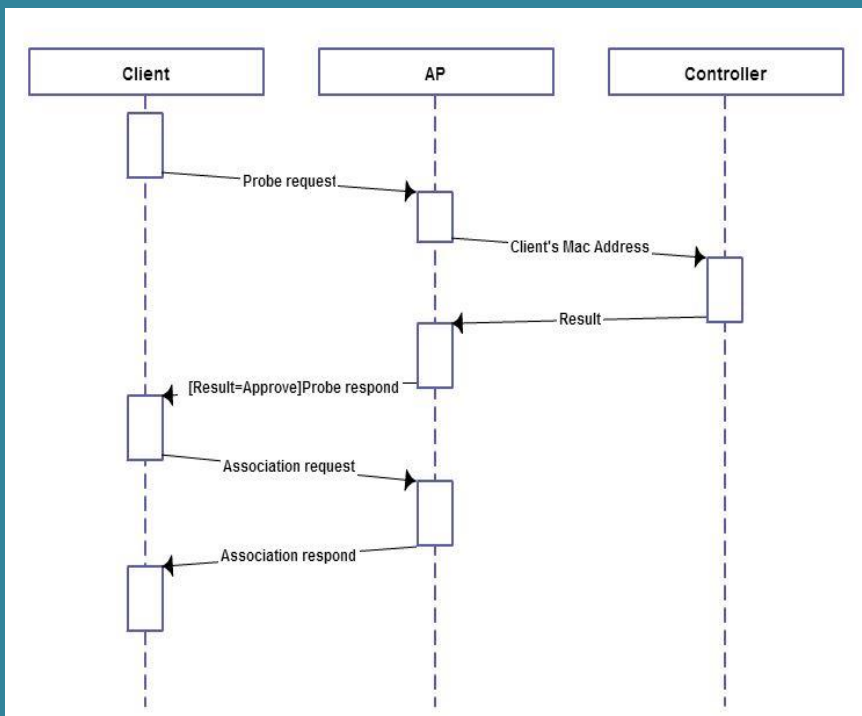 Client
AP
Controller
Probe request
Client's Mac Address
Result
[Result=Approve]Probe respond
Association request
Association respond